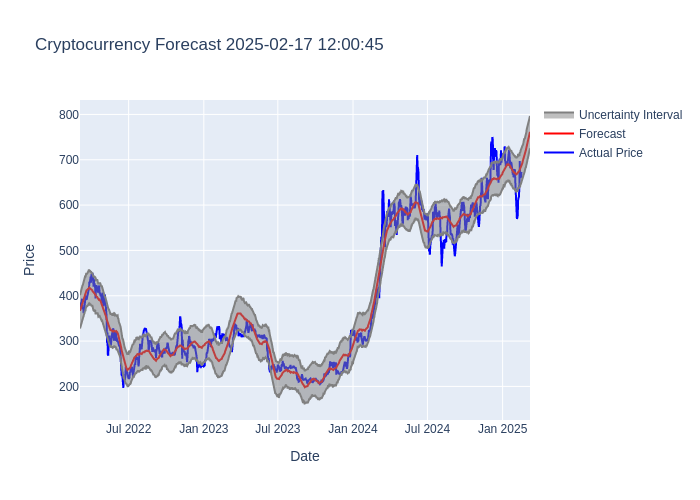 Cryptocurrency Forecast 2025-02-17 12:00:45
Uncertainty Interval
Forecast
Actual Price
Price
800
700
600
500
400
300
200
Jul 2022
Jan 2023
Jul 2023
Jan 2024
Jul 2024
Jan 2025
Date